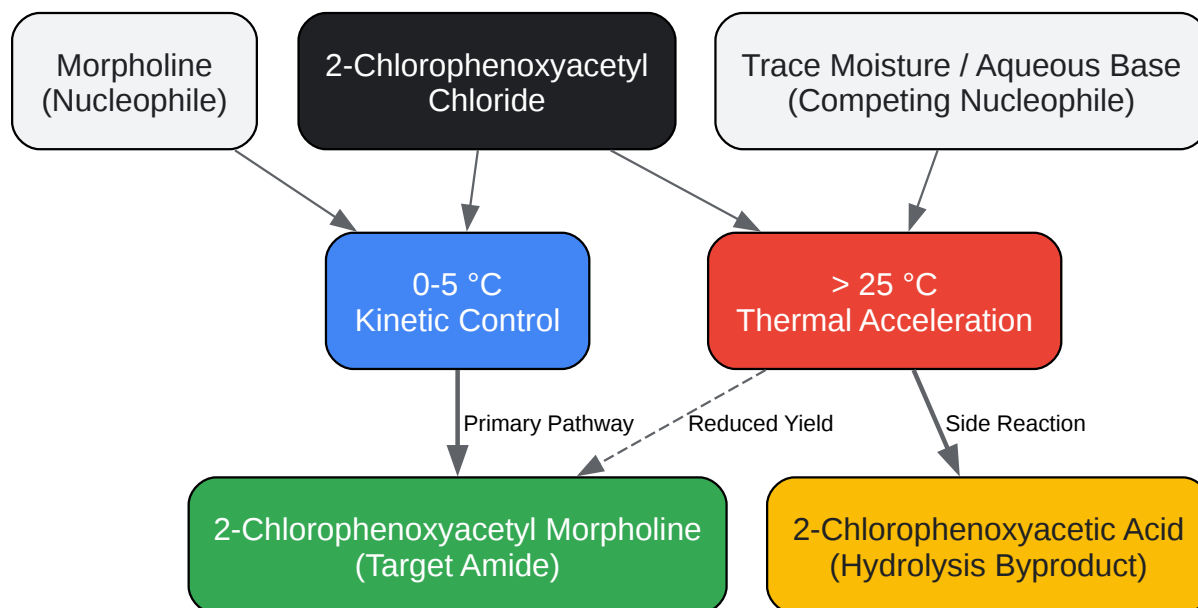 Morpholine
(Nucleophile)
2-Chlorophenoxyacetyl
Chloride
Trace Moisture / Aqueous Base
(Competing Nucleophile)
0-5 °C
Kinetic Control
> 25 °C
Thermal Acceleration
Primary Pathway
Reduced Yield
Side Reaction
2-Chlorophenoxyacetyl Morpholine
(Target Amide)
2-Chlorophenoxyacetic Acid
(Hydrolysis Byproduct)